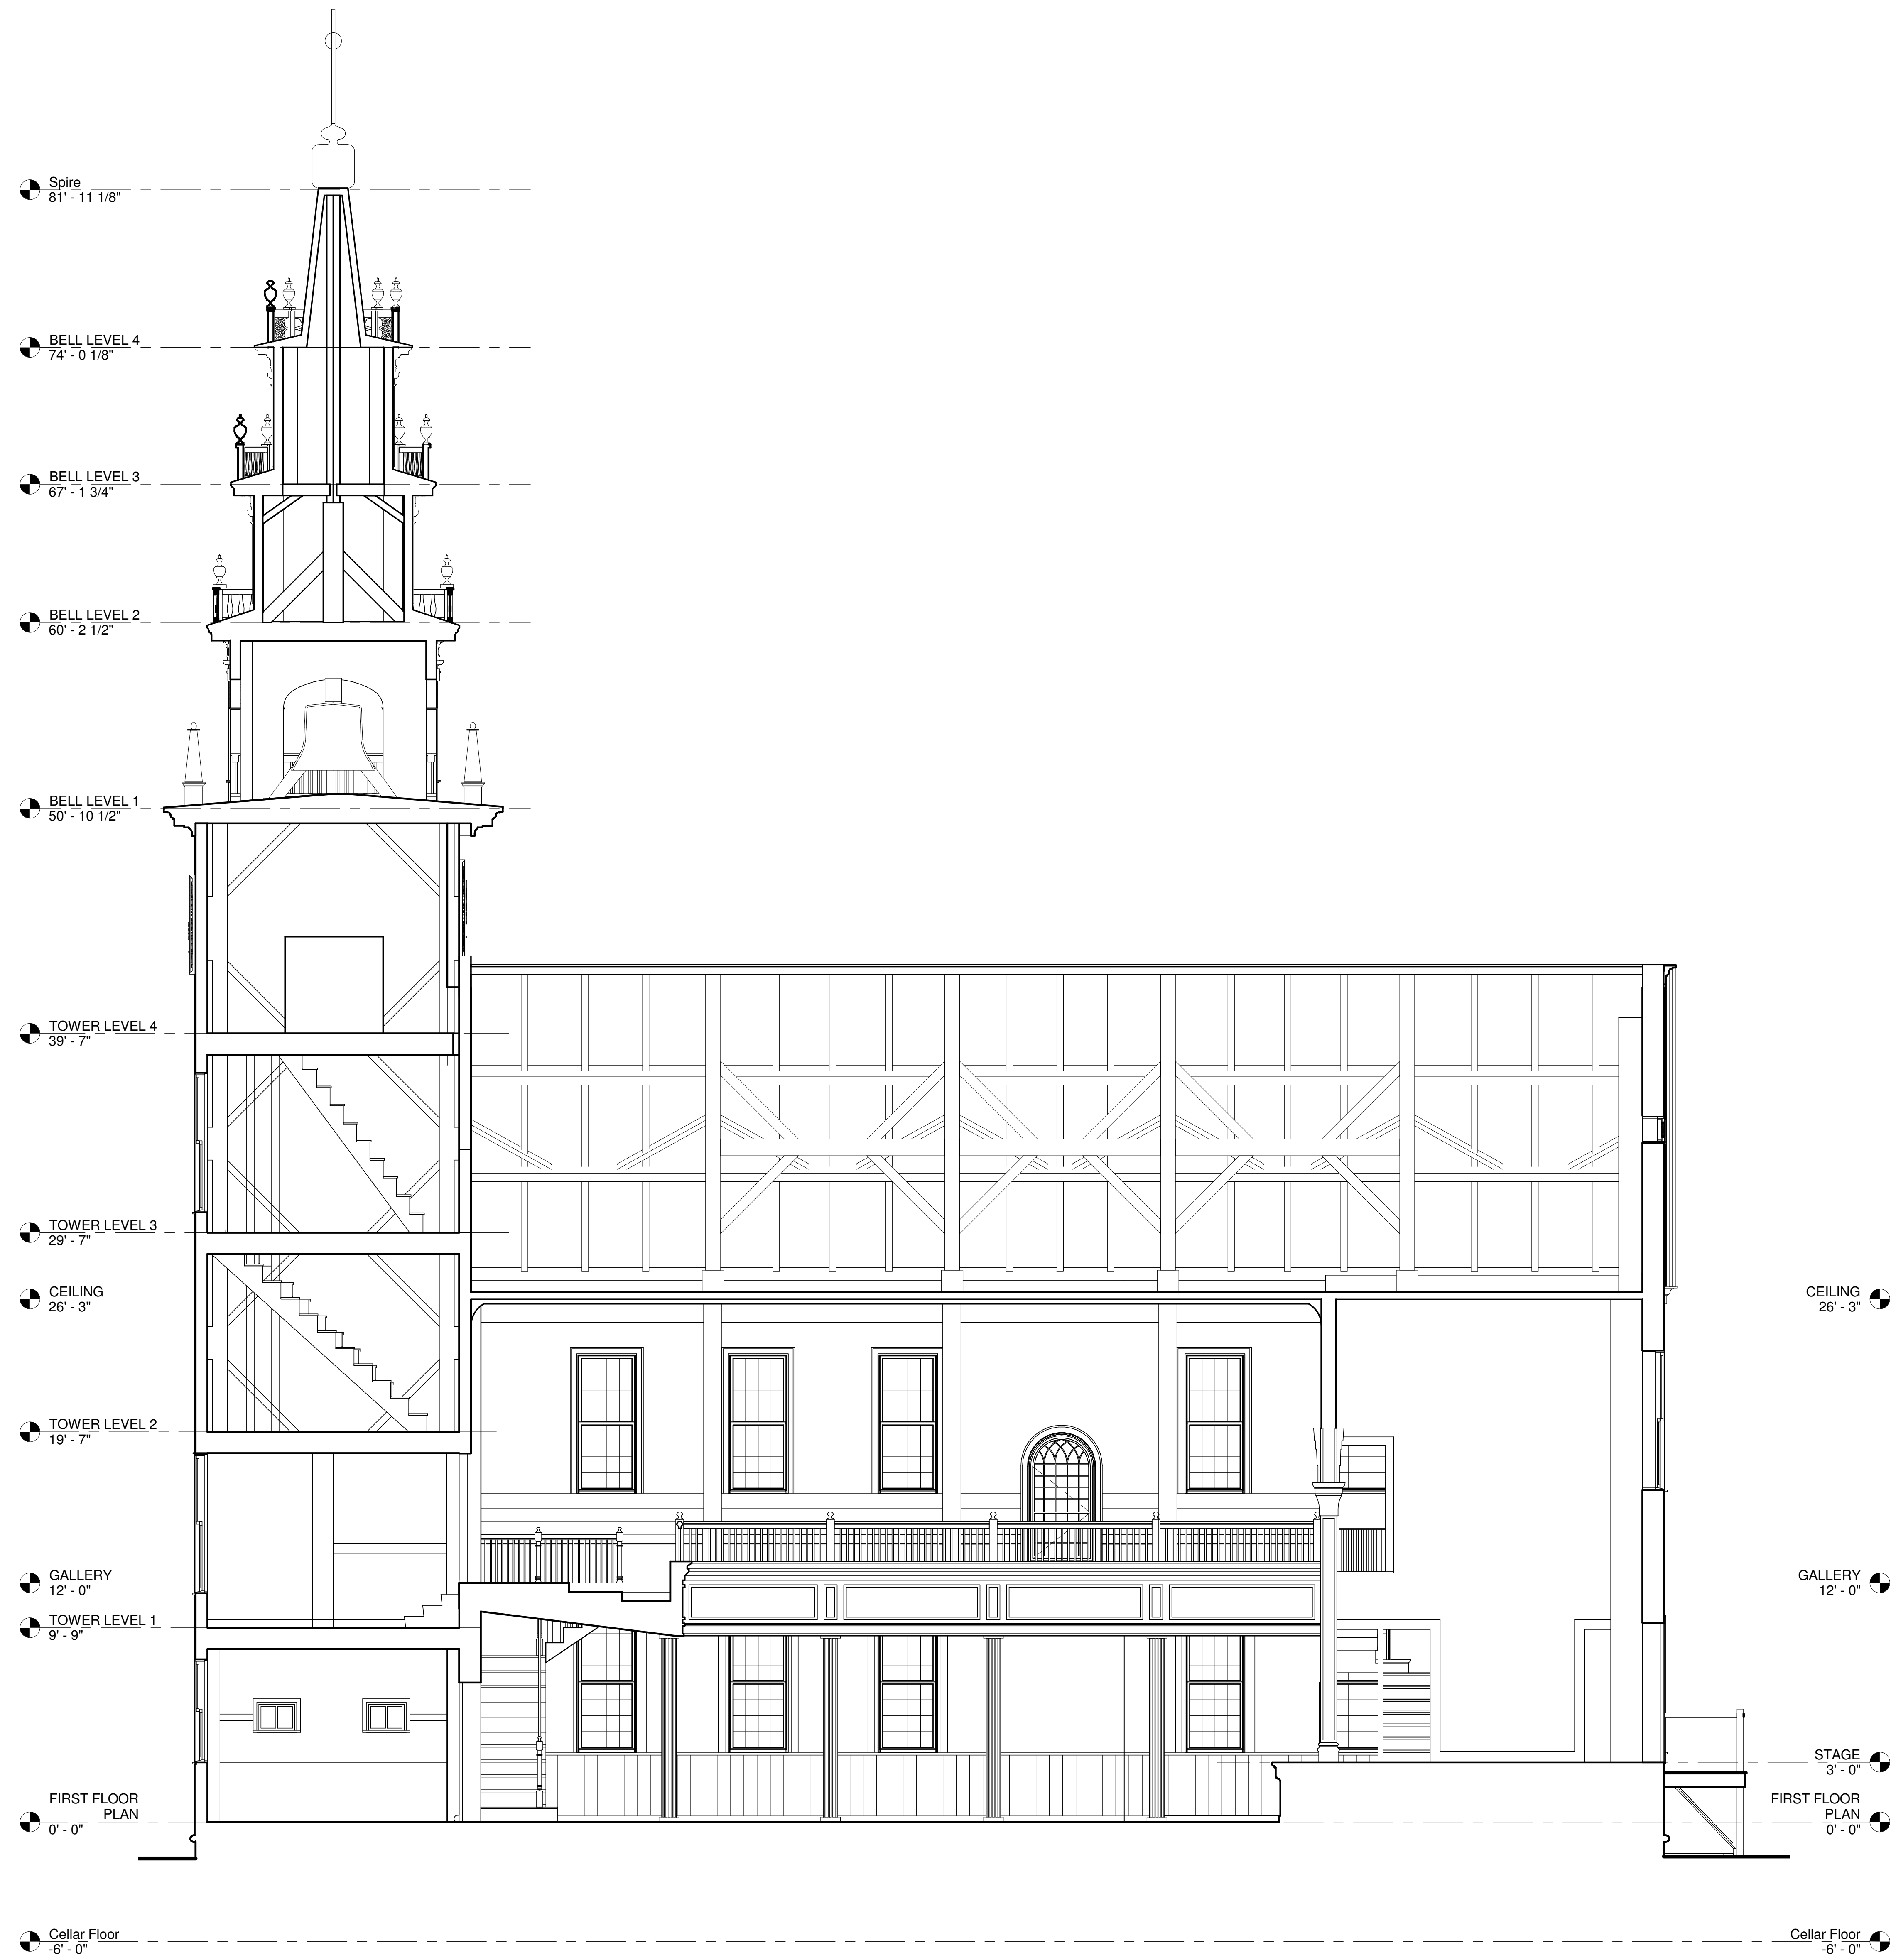 Spire
81' - 11 1/8"
BELL LEVEL 4
74' - 0 1/8"
BELL LEVEL 3
67' - 1 3/4"
BELL LEVEL 2
60' - 2 1/2"
BELL LEVEL 1
50' - 10 1/2"
TOWER LEVEL 4
39' - 7"
TOWER LEVEL 3
29' - 7"
CEILING
26' - 3"
CEILING
26' - 3"
TOWER LEVEL 2
19' - 7"
GALLERY
12' - 0"
GALLERY
12' - 0"
TOWER LEVEL 1
9' - 9"
STAGE
3' - 0"
FIRST FLOOR
PLAN
0' - 0"
FIRST FLOOR
PLAN
0' - 0"
Cellar Floor
-6' - 0"
Cellar Floor
-6' - 0"